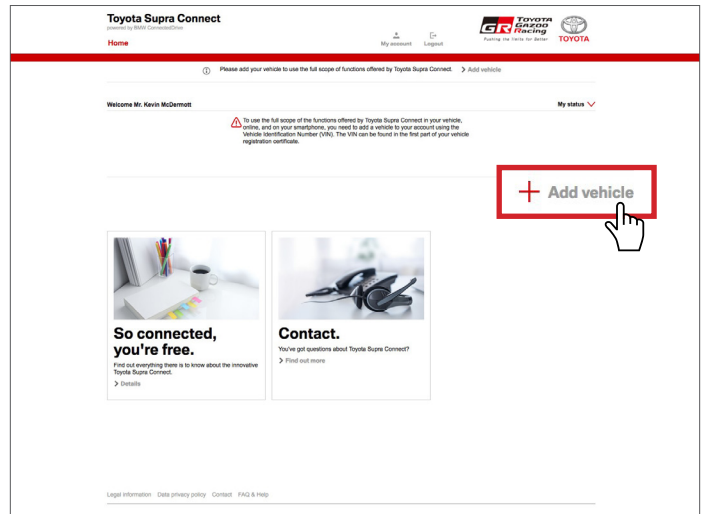 Toyota Supra Connect
powered by BMW ConnectedDrive
Home
My account
Logout
GR TOYOTA GAZOO Racing
Pushing the limits for better
TOYOTA
Please add your vehicle to use the full scope of functions offered by Toyota Supra Connect.
Add vehicle
Welcome Mr. Kevin McDermott
My status
To use the full scope of the functions offered by Toyota Supra Connect in your vehicle,
online, and on your smartphone, you need to add a vehicle to your account using the
Vehicle Identification Number (VIN). The VIN can be found in the first part of your vehicle
registration certificate.
+ Add vehicle
So connected,
you're free.
Find out everything there is to know about the innovative
Toyota Supra Connect.
Details
Contact.
You've got questions about Toyota Supra Connect?
Find out more
Legal information Data privacy policy Contact FAQ & Help